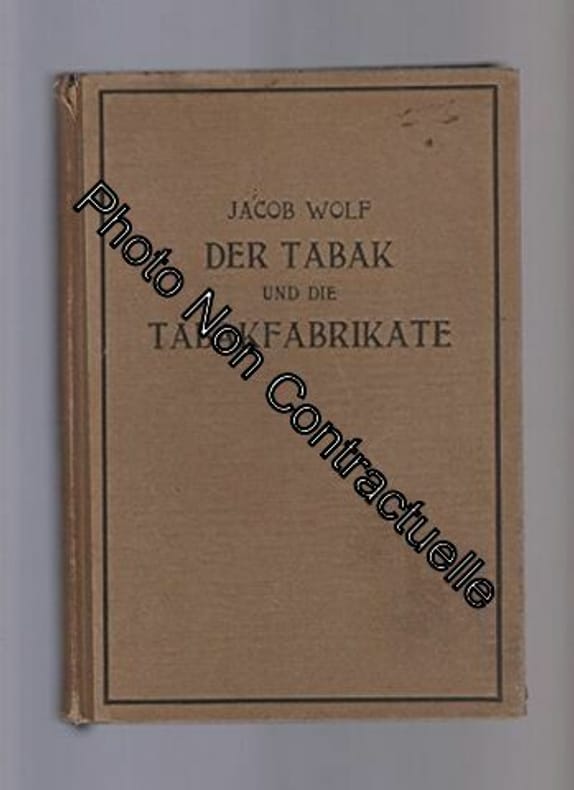 JACOB WOLF
DER TABAK
UND DIE
TABAKFABRIKATE
Photo Non Contractuelle